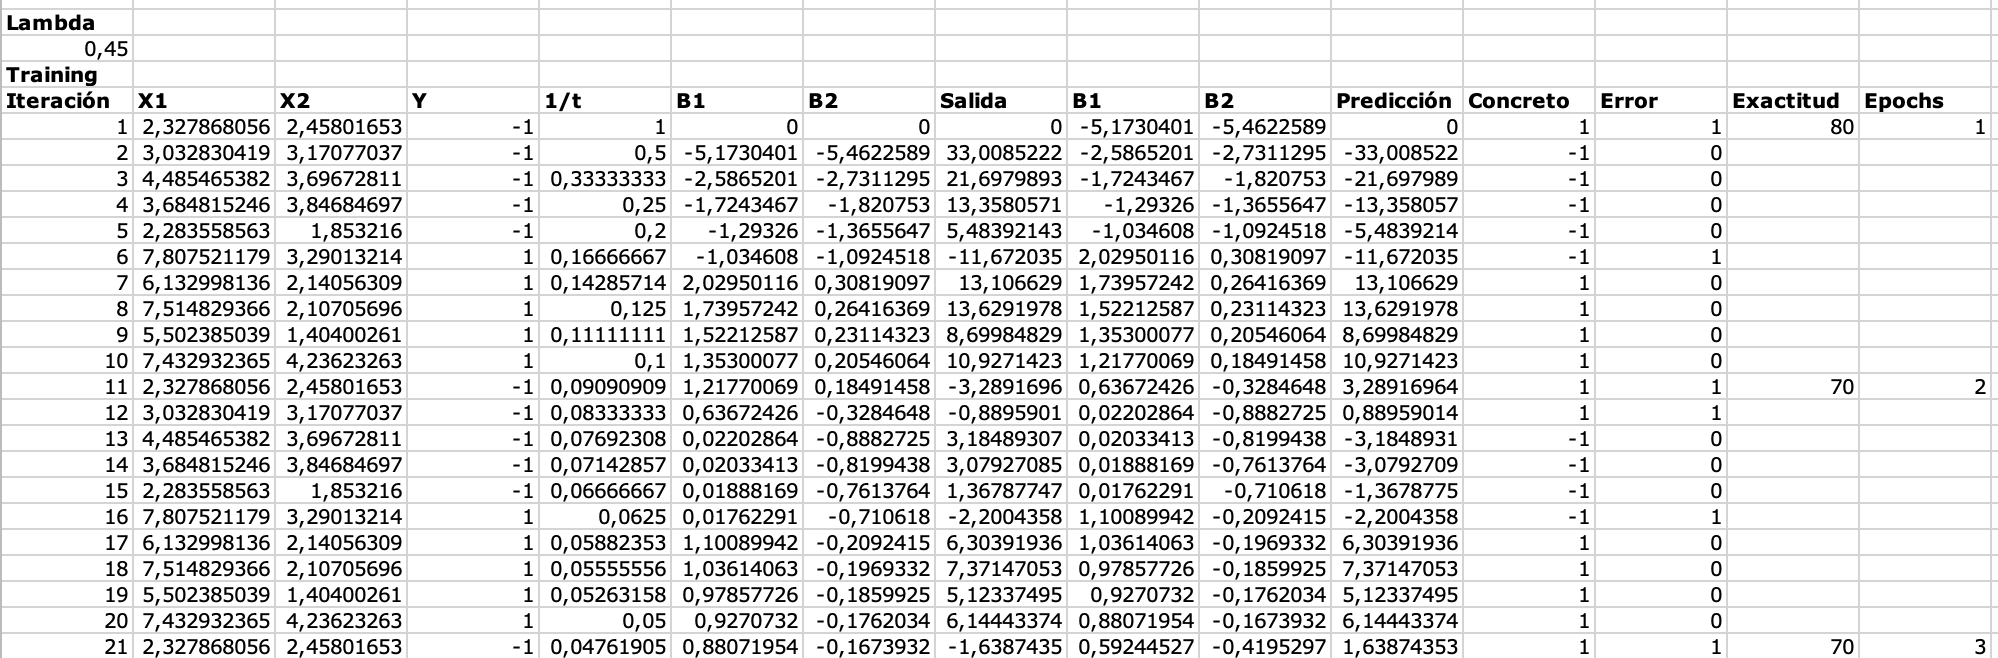 Lambda
0,45
Training
Iteración X1 X2 Y 1/t B1 B2 Salida B1 B2 Predicción Concreto Error Exactitud Epochs
1 2,327868056 2,45801653 -1 1 0 0 0 -5,1730401 -5,4622589 0 1 1 80 1
2 3,032830419 3,17077037 -1 0,5 -5,1730401 -5,4622589 33,0085222 -2,5865201 -2,7311295 -33,008522 -1 0
3 4,485465382 3,69672811 -1 0,33333333 -2,5865201 -2,7311295 21,6979893 -1,7243467 -1,820753 -21,697989 -1 0
4 3,684815246 3,84684697 -1 0,25 -1,7243467 -1,820753 13,3580571 -1,29326 -1,3655647 -13,358057 -1 0
5 2,283558563 1,853216 -1 0,2 -1,29326 -1,3655647 5,48392143 -1,034608 -1,0924518 -5,4839214 -1 0
6 7,807521179 3,29013214 1 0,16666667 -1,034608 -1,0924518 -11,672035 2,02950116 0,30819097 -11,672035 -1 1
7 6,132998136 2,14056309 1 0,14285714 2,02950116 0,30819097 13,106629 1,73957242 0,26416369 13,106629 1 0
8 7,514829366 2,10705696 1 0,125 1,73957242 0,26416369 13,6291978 1,52212587 0,23114323 13,6291978 1 0
9 5,502385039 1,40400261 1 0,11111111 1,52212587 0,23114323 8,69984829 1,35300077 0,20546064 8,69984829 1 0
10 7,432932365 4,23623263 1 0,1 1,35300077 0,20546064 10,9271423 1,21770069 0,18491458 10,9271423 1 0
11 2,327868056 2,45801653 -1 0,09090909 1,21770069 0,18491458 -3,2891696 0,63672426 -0,3284648 3,28916964 1 1 70 2
12 3,032830419 3,17077037 -1 0,08333333 0,63672426 -0,3284648 -0,8895901 0,02202864 -0,8882725 0,88959014 1 1
13 4,485465382 3,69672811 -1 0,07692308 0,02202864 -0,8882725 3,18489307 0,02033413 -0,8199438 -3,1848931 -1 0
14 3,684815246 3,84684697 -1 0,07142857 0,02033413 -0,8199438 3,07927085 0,01888169 -0,7613764 -3,0792709 -1 0
15 2,283558563 1,853216 -1 0,06666667 0,01888169 -0,7613764 1,36787747 0,01762291 -0,710618 -1,3678775 -1 0
16 7,807521179 3,29013214 1 0,0625 0,01762291 -0,710618 -2,2004358 1,10089942 -0,2092415 -2,2004358 -1 1
17 6,132998136 2,14056309 1 0,05882353 1,10089942 -0,2092415 6,30391936 1,03614063 -0,1969332 6,30391936 1 0
18 7,514829366 2,10705696 1 0,05555556 1,03614063 -0,1969332 7,37147053 0,97857726 -0,1859925 7,37147053 1 0
19 5,502385039 1,40400261 1 0,05263158 0,97857726 -0,1859925 5,12337495 0,9270732 -0,1762034 5,12337495 1 0
20 7,432932365 4,23623263 1 0,05 0,9270732 -0,1762034 6,14443374 0,88071954 -0,1673932 6,14443374 1 0
21 2,327868056 2,45801653 -1 0,04761905 0,88071954 -0,1673932 -1,6387435 0,59244527 -0,4195297 1,63874353 1 1 70 3